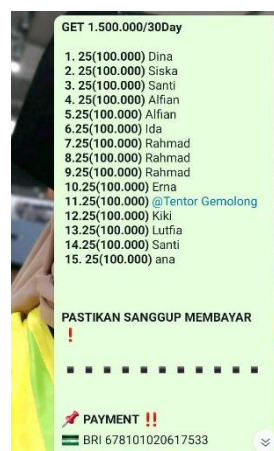 GET 1.500.000/30Day
1. 25(100.000) Dina
2. 25(100.000) Siska
3. 25(100.000) Santi
4. 25(100.000) Alfian
5.25(100.000) Alfian
6.25(100.000) Ida
7.25(100.000) Rahmad
8.25(100.000) Rahmad
9.25(100.000) Rahmad
10.25(100.000) Erna
11.25(100.000) @Tentor Gemolong
12.25(100.000) Kiki
13.25(100.000) Lutfia
14.25(100.000) Santi
15. 25(100.000) ana
PASTIKAN SANGGUP MEMBAYAR
❗
▪️▪️▪️▪️▪️▪️▪️▪️▪️▪️▪️
📌 PAYMENT ‼️
BRI 678101020617533